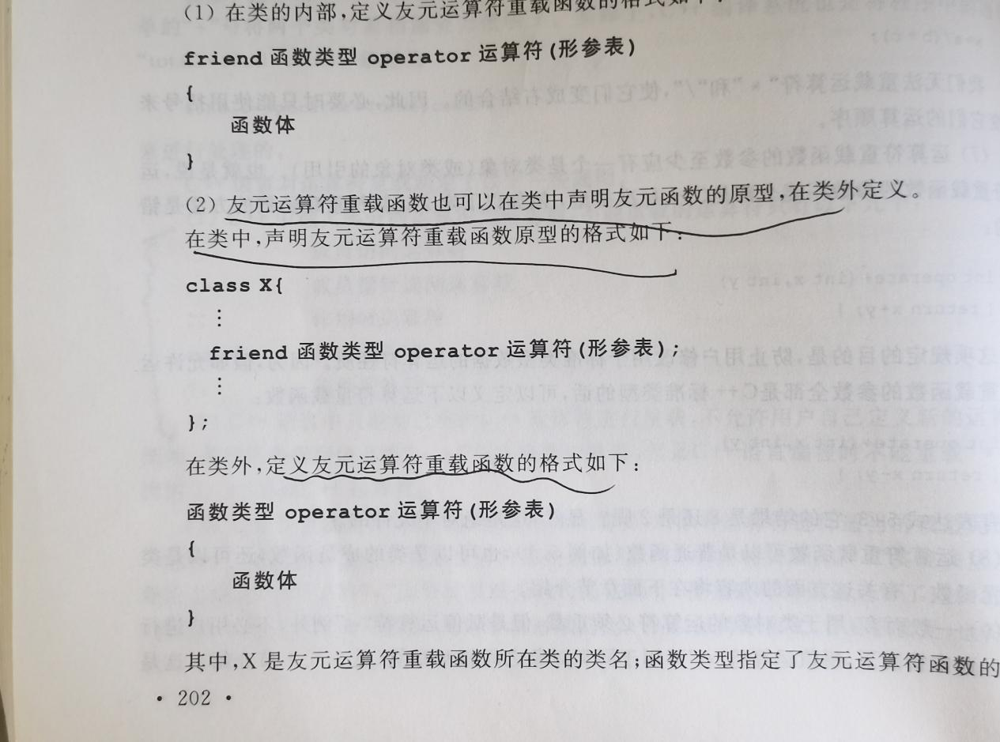 (1) 在类的内部,定义友元运算符重载函数的格式如下:
friend 函数类型 operator 运算符(形参表)
{
函数体
}
(2) 友元运算符重载函数也可以在类中声明友元函数的原型,在类外定义。
在类中,声明友元运算符重载函数原型的格式如下:
class X{
⋮
friend 函数类型 operator 运算符(形参表);
⋮
};
在类外,定义友元运算符重载函数的格式如下:
函数类型 operator 运算符(形参表)
{
函数体
}
其中,X 是友元运算符重载函数所在类的类名;函数类型指定了友元运算符函数的
· 202 ·